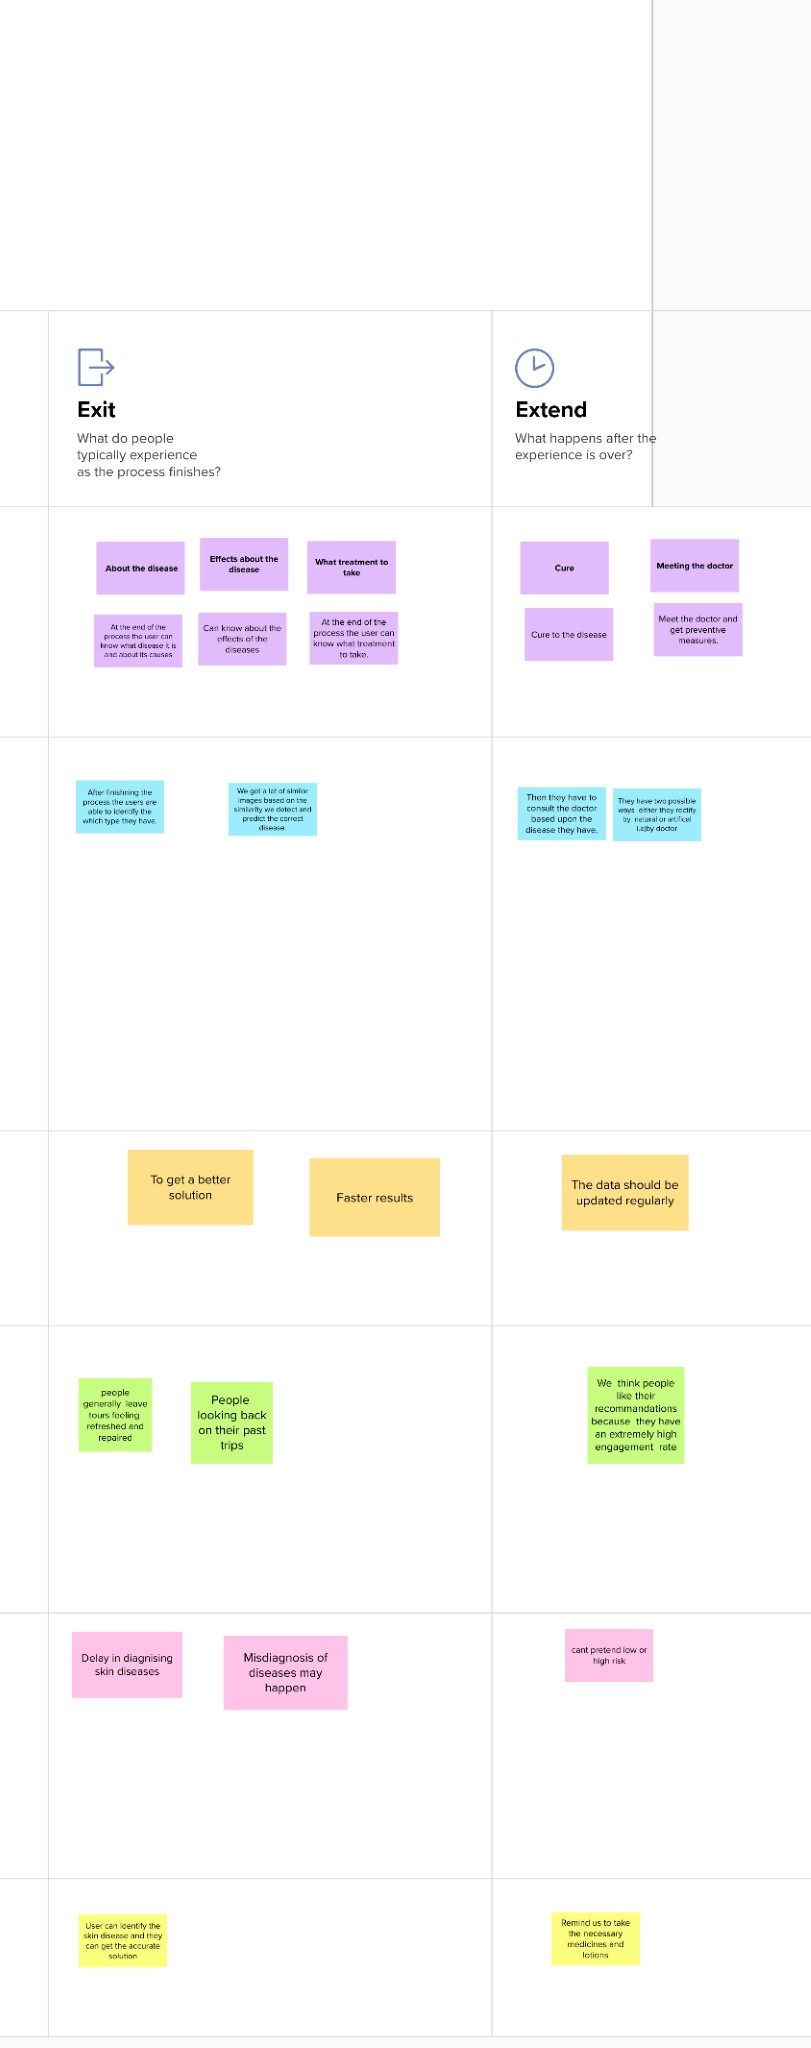 Exit
What do people
typically experience
as the process finishes?
Extend
What happens after the
experience is over?
About the disease
Effects about the
disease
What treatment to
take
Cure
Meeting the doctor
At the end of the
process the user can
know what disease it is
and about its causes
Can know about the
effects of the
diseases
At the end of the
process the user can
know what treatment
to take.
Cure to the disease
Meet the doctor and
get preventive
measures.
After finishning the
process the users are
able to identify the
which type they have.
We got a lot of similar
images based on the
similarity we detect and
predict the correct
disease.
Then they have to
consult the doctor
based upon the
disease they have.
They have two possible
ways either they rectify
by natural or artificel
i.e)by doctor
To get a better
solution
Faster results
The data should be
updated regularly
people
generally leave
tours feeling
refreshed and
repaired
People
looking back
on their past
trips
We think people
like their
recommandations
because they have
an extremely high
engagement rate
Delay in diagnising
skin diseases
Misdiagnosis of
diseases may
happen
cant pretend low or
high risk
User can identify the
skin disease and they
can get the accurate
solution
Remind us to take
the necessary
medicines and
lotions